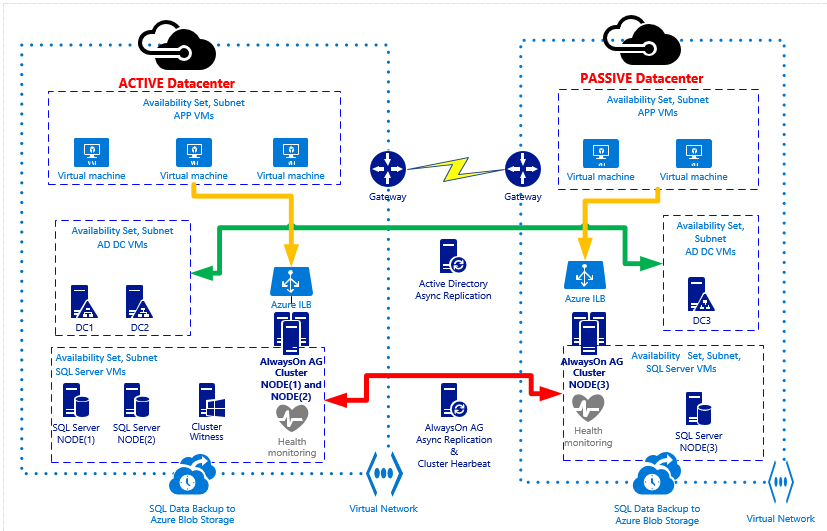 ACTIVE Datacenter
Availability Set, Subnet
APP VMs
Virtual machine
Virtual machine
Virtual machine
PASSIVE Datacenter
Availability Set, Subnet
APP VMs
Virtual machine
Virtual machine
Gateway
Gateway
Availability Set, Subnet
AD DC VMs
DC1
DC2
Azure ILB
Active Directory
Async Replication
Azure ILB
Availability Set,
Subnet
AD DC VMs
DC3
Availability Set, Subnet
SQL Server VMs
SQL Server
NODE(1)
SQL Server
NODE(2)
Cluster
Witness
AlwaysOn AG
Cluster
NODE(1) and
NODE(2)
Health
monitoring
AlwaysOn AG
Async Replication
&
Cluster Hearbeat
AlwaysOn AG
Cluster
NODE(3)
Health
monitoring
Availability Set, Subnet,
SQL Server VMs
SQL Server
NODE(3)
SQL Data Backup to
Azure Blob Storage
Virtual Network
SQL Data Backup to
Azure Blob Storage
Virtual Network